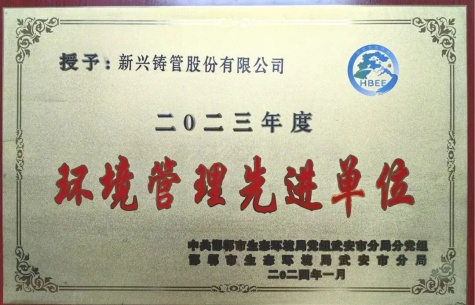 授予：新兴铸管股份有限公司
HBEE
二〇二三年度
环境管理先进单位
中共邯郸市生态环境局党组武安市分局分党组
邯郸市生态环境局武安市分局
二〇二四年一月